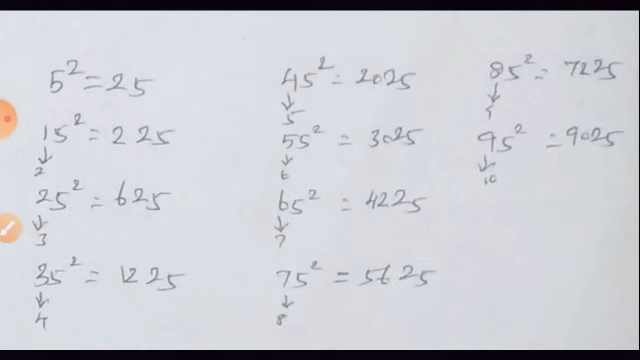 5² = 25
15² = 225
↓
2
25² = 625
↓
3
35² = 1225
↓
4
45² = 2025
↓
5
55² = 3025
↓
6
65² = 4225
↓
7
75² = 5625
↓
8
85² = 7225
↓
9
95² = 9025
↓
10